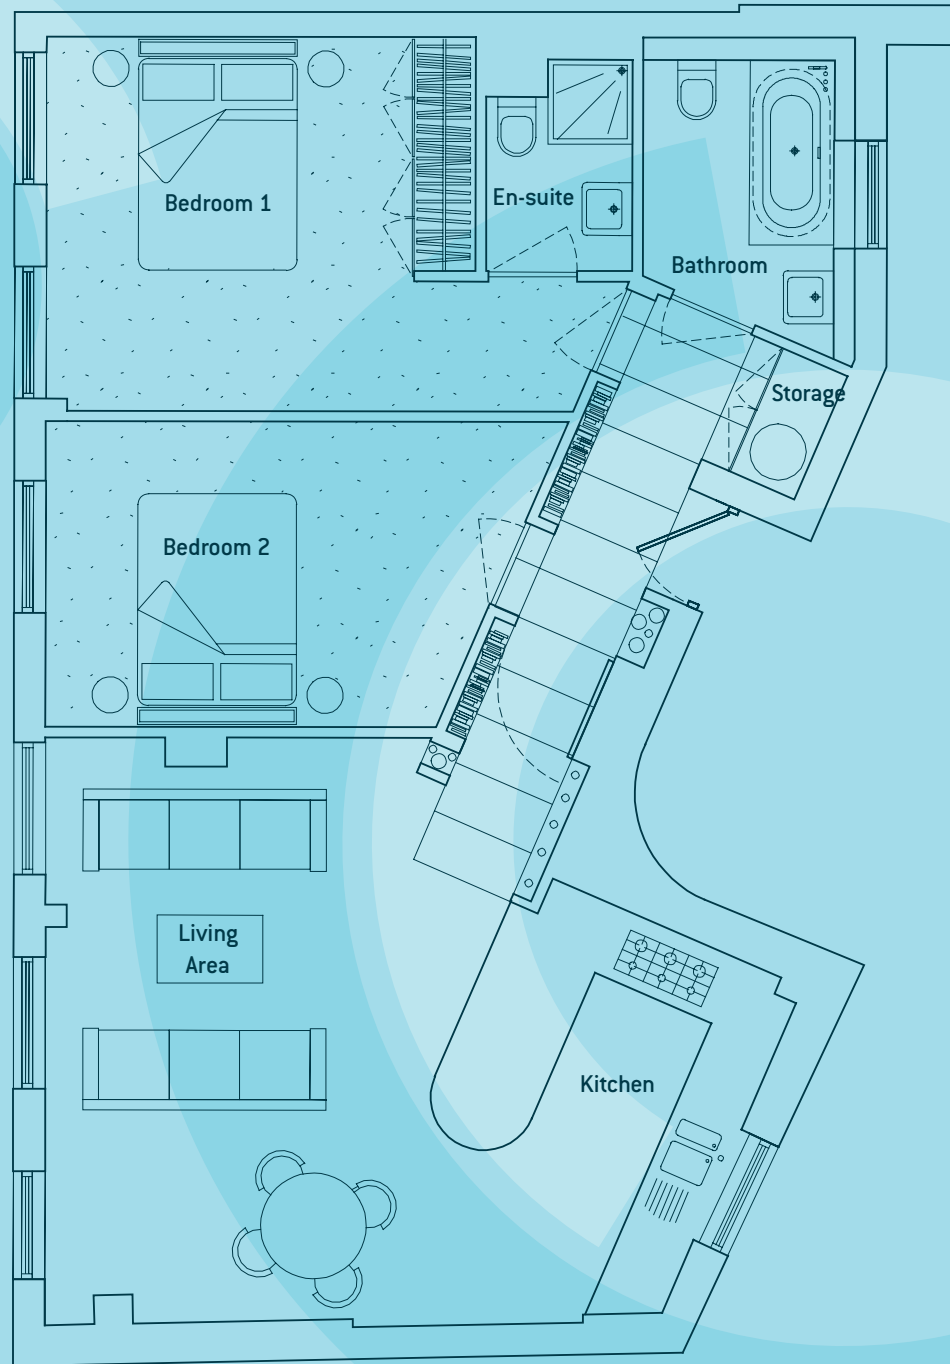 Bedroom 1
En-suite
Bathroom
Storage
Bedroom 2
Living
Area
Kitchen